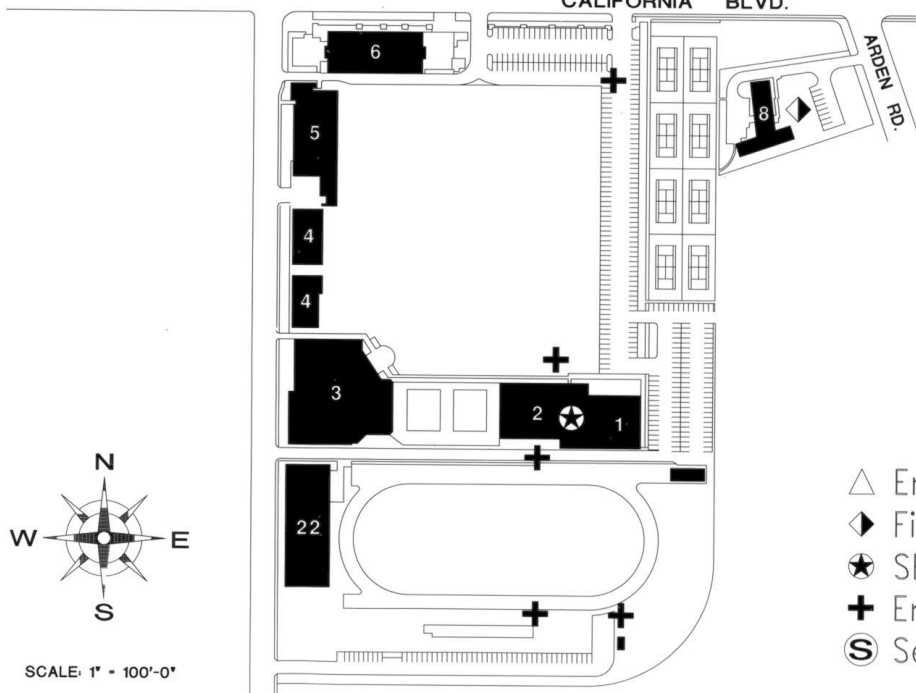 CALIFORNIA BLVD.
ARDEN RD.
6
8
5
4
4
3
2
1
22
N
W E
S
SCALE: 1" = 100'-0"
S